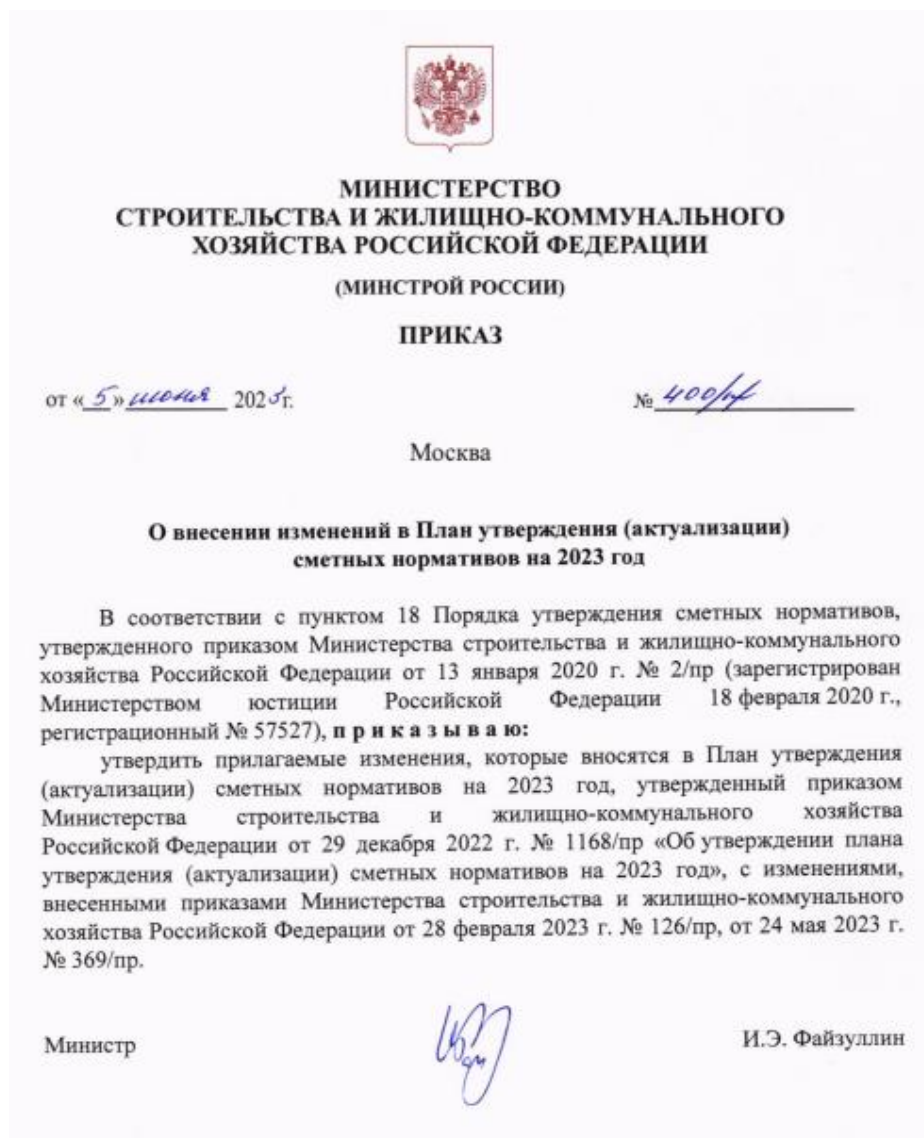 МИНИСТЕРСТВО
СТРОИТЕЛЬСТВА И ЖИЛИЩНО-КОММУНАЛЬНОГО
ХОЗЯЙСТВА РОССИЙСКОЙ ФЕДЕРАЦИИ
(МИНСТРОЙ РОССИИ)
ПРИКАЗ
от «5» июня 2023г.
№ 400/пр
Москва
О внесении изменений в План утверждения (актуализации)
сметных нормативов на 2023 год
В соответствии с пунктом 18 Порядка утверждения сметных нормативов,
утвержденного приказом Министерства строительства и жилищно-коммунального
хозяйства Российской Федерации от 13 января 2020 г. № 2/пр (зарегистрирован
Министерством юстиции Российской Федерации 18 февраля 2020 г.,
регистрационный № 57527), п р и к а з ы в а ю:
утвердить прилагаемые изменения, которые вносятся в План утверждения
(актуализации) сметных нормативов на 2023 год, утвержденный приказом
Министерства строительства и жилищно-коммунального хозяйства
Российской Федерации от 29 декабря 2022 г. № 1168/пр «Об утверждении плана
утверждения (актуализации) сметных нормативов на 2023 год», с изменениями,
внесенными приказами Министерства строительства и жилищно-коммунального
хозяйства Российской Федерации от 28 февраля 2023 г. № 126/пр, от 24 мая 2023 г.
№ 369/пр.
Министр
И.Э. Файзуллин